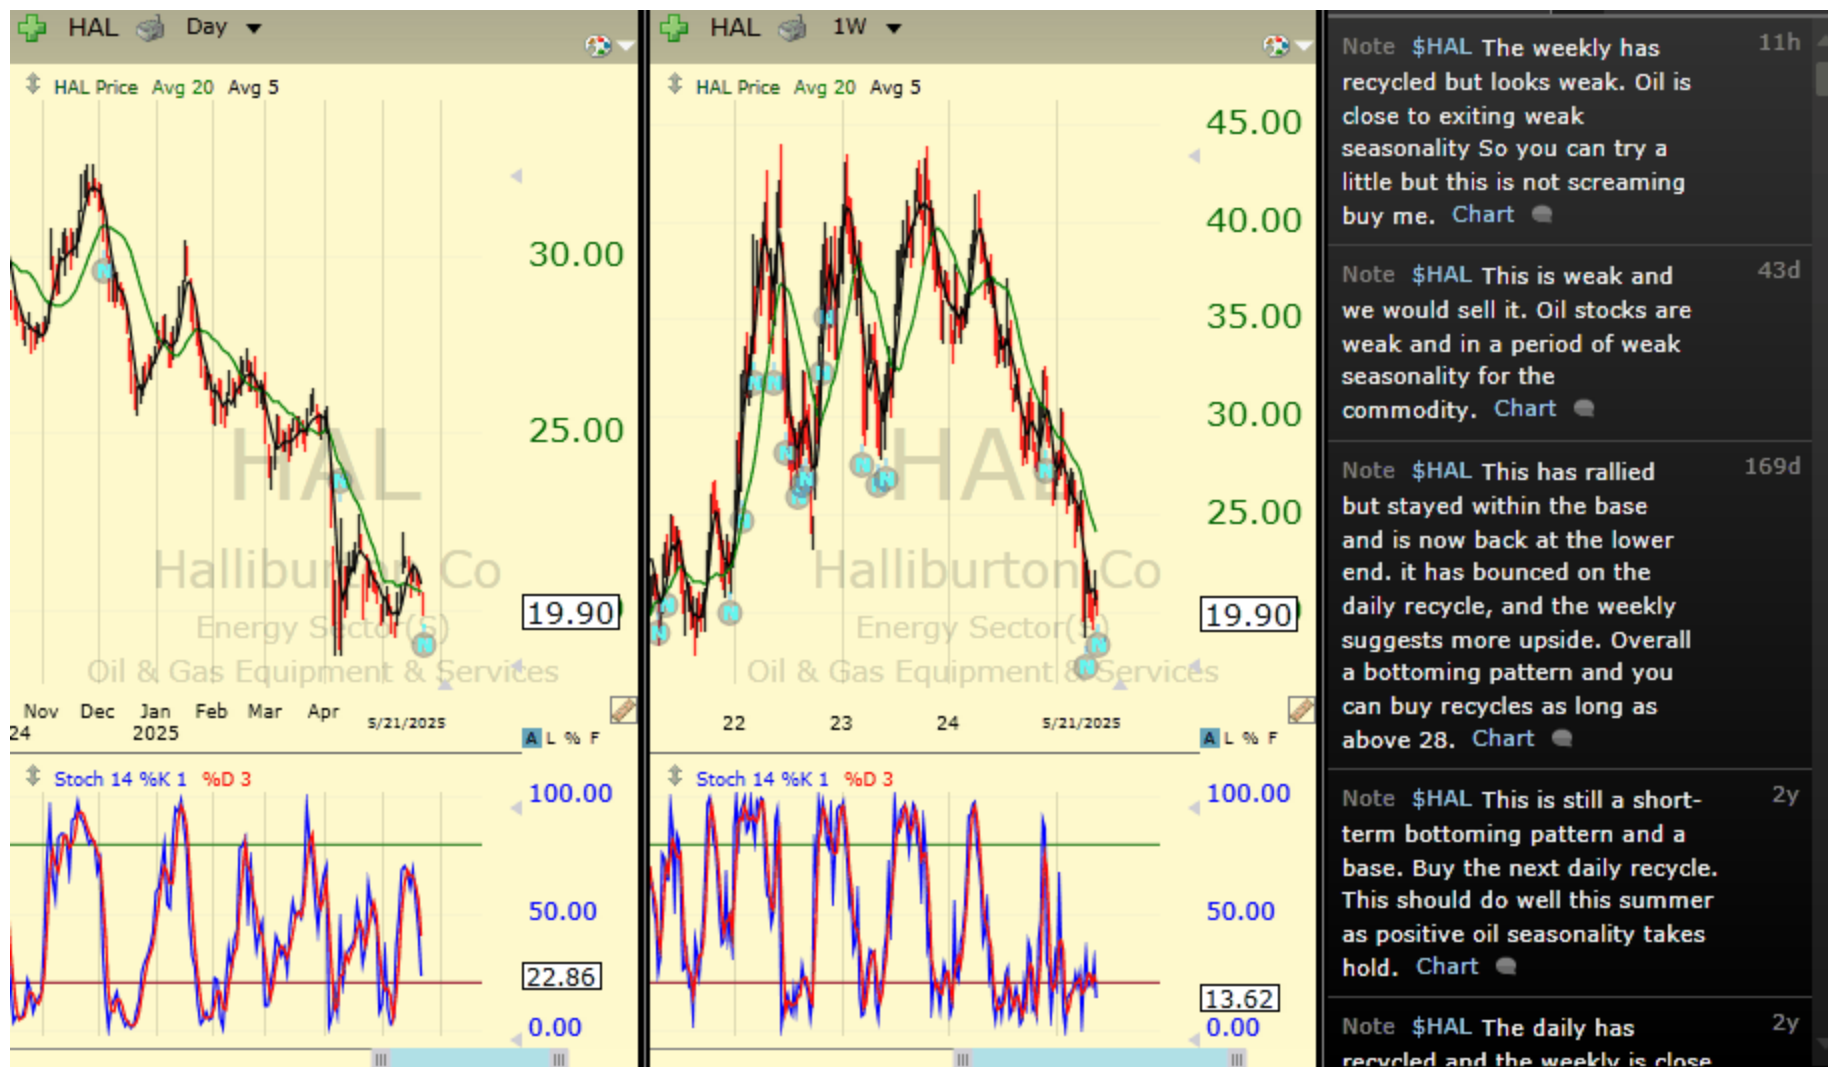 HAL Day
HAL Price Avg 20 Avg 5
30.00
25.00
19.90
HAL
Halliburton Co
Energy Sector(S)
Oil & Gas Equipment & Services
Nov Dec Jan Feb Mar Apr 5/21/2025
24 2025
A L % F
Stoch 14 %K 1 %D 3
100.00
50.00
22.86
0.00
HAL 1W
HAL Price Avg 20 Avg 5
45.00
40.00
35.00
30.00
25.00
19.90
HAL
Halliburton Co
Energy Sector(S)
Oil & Gas Equipment & Services
22 23 24 5/21/2025
A L % F
Stoch 14 %K 1 %D 3
100.00
50.00
13.62
0.00
Note $HAL The weekly has 11h
recycled but looks weak. Oil is
close to exiting weak
seasonality So you can try a
little but this is not screaming
buy me. Chart
Note $HAL This is weak and 43d
we would sell it. Oil stocks are
weak and in a period of weak
seasonality for the
commodity. Chart
Note $HAL This has rallied 169d
but stayed within the base
and is now back at the lower
end. it has bounced on the
daily recycle, and the weekly
suggests more upside. Overall
a bottoming pattern and you
can buy recycles as long as
above 28. Chart
Note $HAL This is still a short- 2y
term bottoming pattern and a
base. Buy the next daily recycle.
This should do well this summer
as positive oil seasonality takes
hold. Chart
Note $HAL The daily has 2y
recycled and the weekly is close